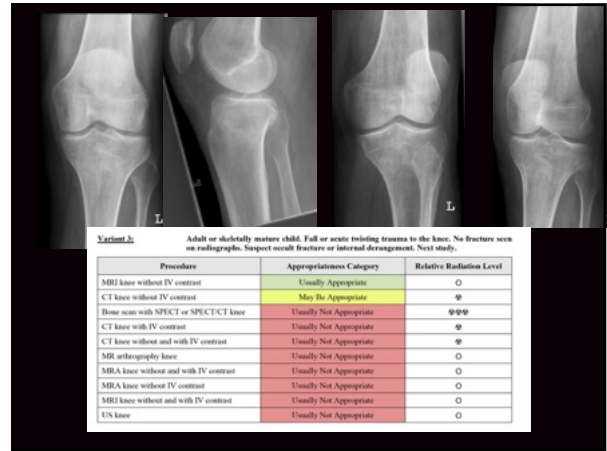 L
L
Variant 3: Adult or skeletally mature child. Fall or acute twisting trauma to the knee. No fracture seen
on radiographs. Suspect occult fracture or internal derangement. Next study.
Procedure Appropriateness Category Relative Radiation Level
MRI knee without IV contrast Usually Appropriate O
CT knee without IV contrast May Be Appropriate ☢
Bone scan with SPECT or SPECT/CT knee Usually Not Appropriate ☢☢☢
CT knee with IV contrast Usually Not Appropriate ☢
CT knee without and with IV contrast Usually Not Appropriate ☢
MR arthrography knee Usually Not Appropriate O
MRA knee without and with IV contrast Usually Not Appropriate O
MRA knee without IV contrast Usually Not Appropriate O
MRI knee without and with IV contrast Usually Not Appropriate O
US knee Usually Not Appropriate O